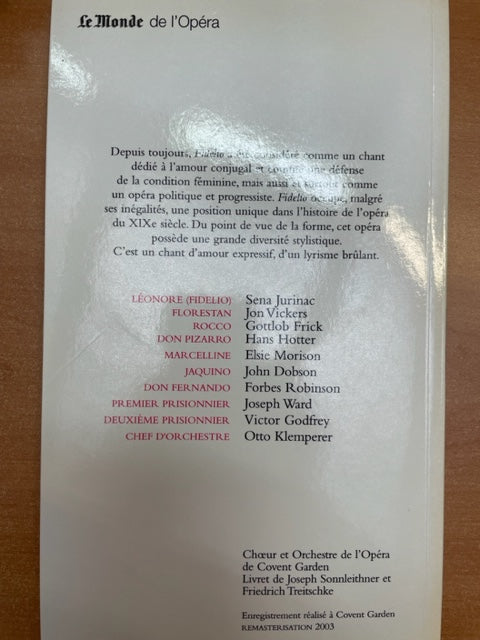 Le Monde de l'Opéra
Depuis toujours, Fidelio a été considéré comme un chant
dédié à l'amour conjugal et comme une défense
de la condition féminine, mais aussi et surtout comme
un opéra politique et progressiste. Fidelio occupe, malgré
ses inégalités, une position unique dans l'histoire de l'opéra
du XIXe siècle. Du point de vue de la forme, cet opéra
possède une grande diversité stylistique.
C'est un chant d'amour expressif, d'un lyrisme brûlant.
LÉONORE (FIDELIO) Sena Jurinac
FLORESTAN Jon Vickers
ROCCO Gottlob Frick
DON PIZARRO Hans Hotter
MARCELLINE Elsie Morison
JAQUINO John Dobson
DON FERNANDO Forbes Robinson
PREMIER PRISIONNIER Joseph Ward
DEUXIÈME PRISIONNIER Victor Godfrey
CHEF D'ORCHESTRE Otto Klemperer
Chœur et Orchestre de l'Opéra
de Covent Garden
Livret de Joseph Sonnleithner et
Friedrich Treitschke
Enregistrement réalisé à Covent Garden
REMASTERISATION 2003